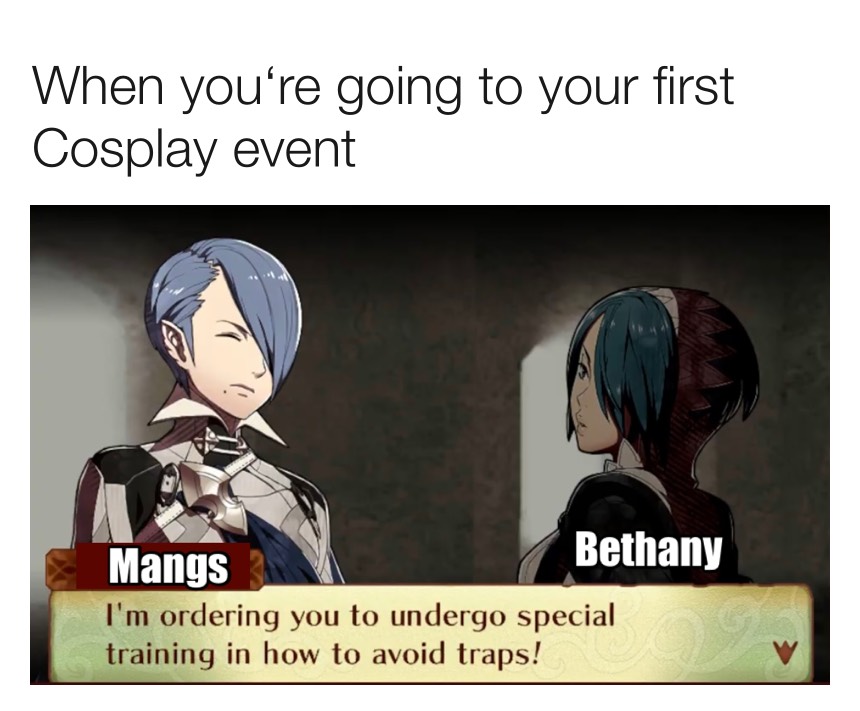 When you‘re going to your first
Cosplay event
Bethany
Mangs
I'm ordering you to undergo special
training in how to avoid traps!